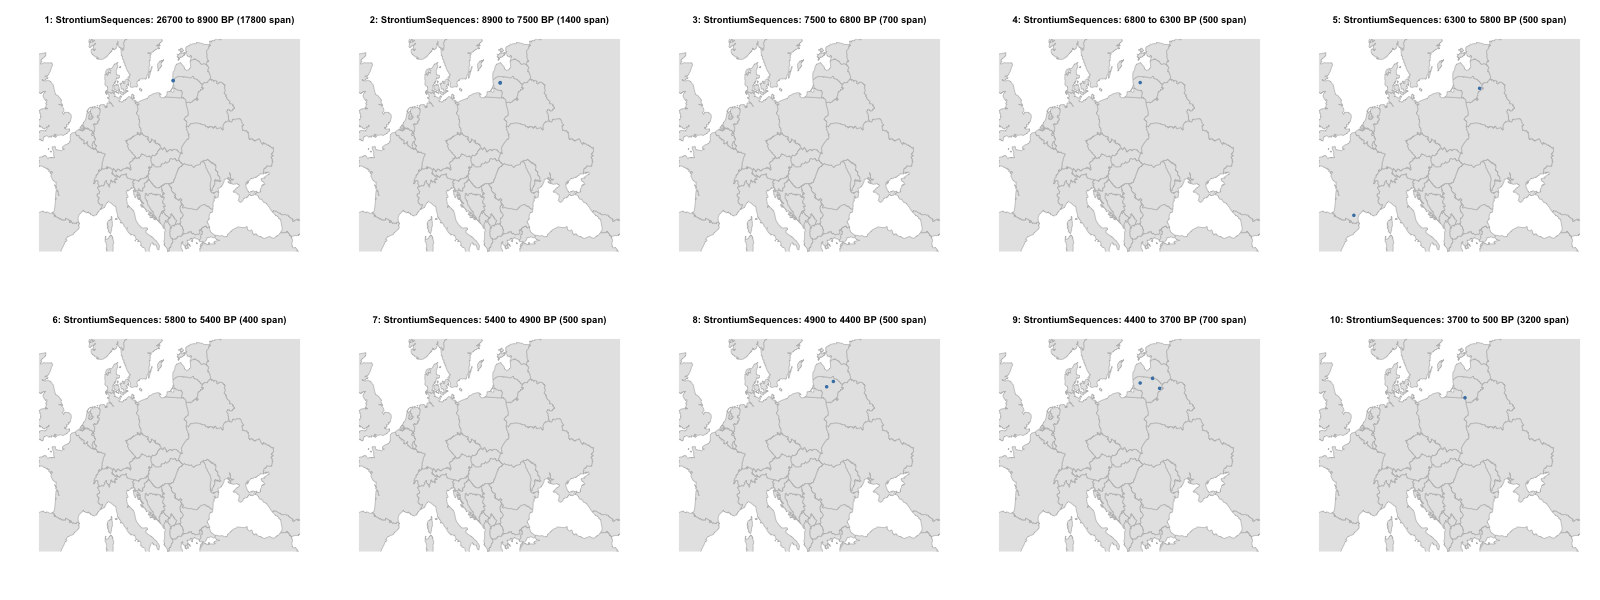 1: StrontiumSequences: 26700 to 8900 BP (17800 span)
2: StrontiumSequences: 8900 to 7500 BP (1400 span)
3: StrontiumSequences: 7500 to 6800 BP (700 span)
4: StrontiumSequences: 6800 to 6300 BP (500 span)
5: StrontiumSequences: 6300 to 5800 BP (500 span)
6: StrontiumSequences: 5800 to 5400 BP (400 span)
7: StrontiumSequences: 5400 to 4900 BP (500 span)
8: StrontiumSequences: 4900 to 4400 BP (500 span)
9: StrontiumSequences: 4400 to 3700 BP (700 span)
10: StrontiumSequences: 3700 to 500 BP (3200 span)